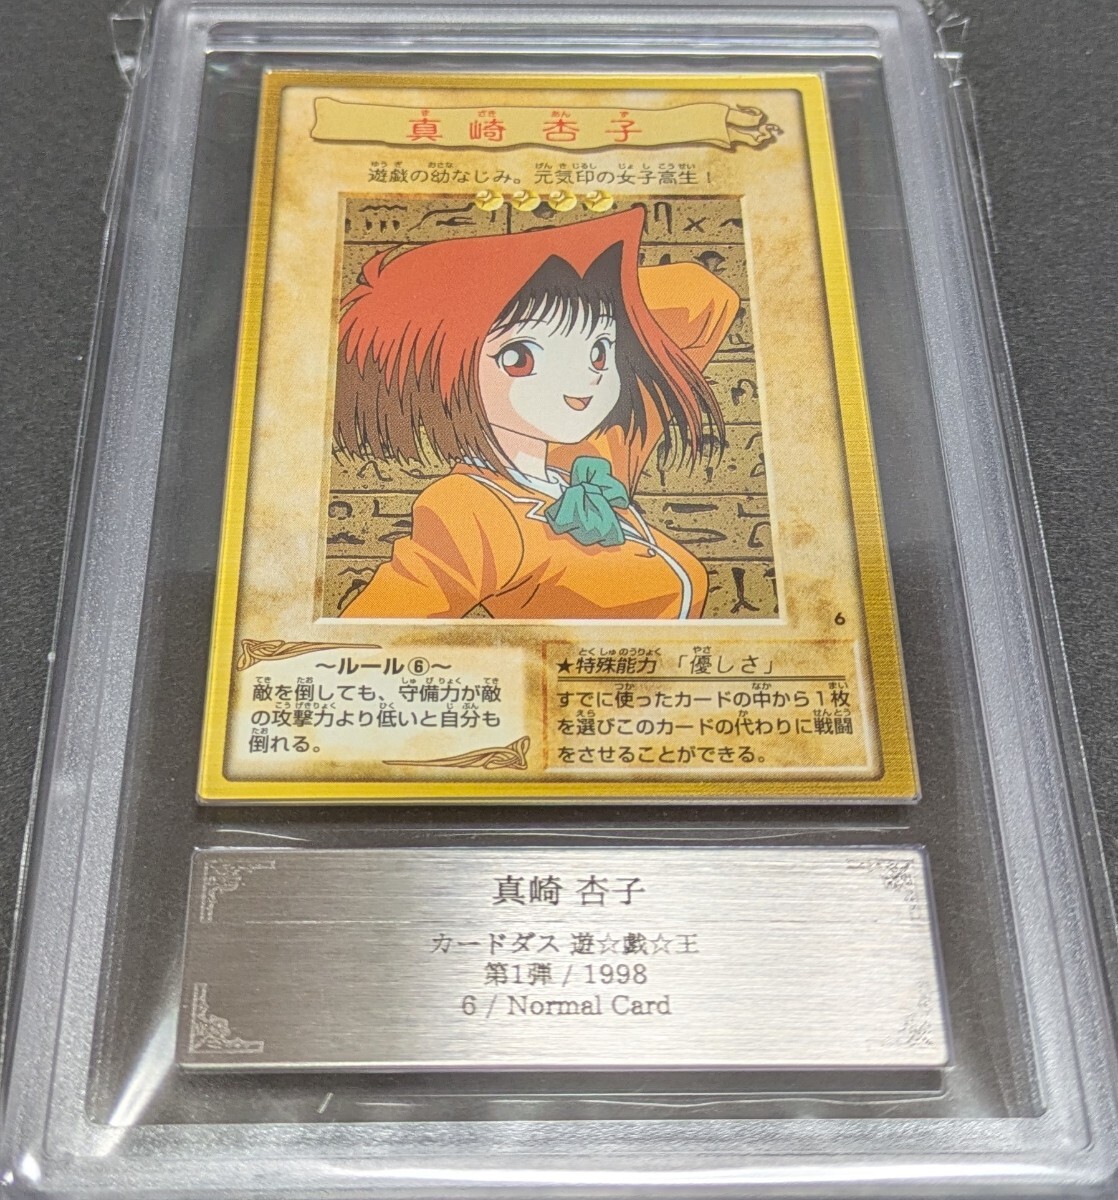 真崎杏子
遊戯の幼なじみ。元気印の女子高生！
6
～ルール⑥～
敵を倒しても、守備力が敵
の攻撃力より低いと自分も
倒れる。
★特殊能力「優しさ」
すでに使ったカードの中から1枚
を選びこのカードの代わりに戦闘
をさせることができる。
真崎 杏子
カードダス 遊☆戯☆王
第1弾 / 1998
6 / Normal Card